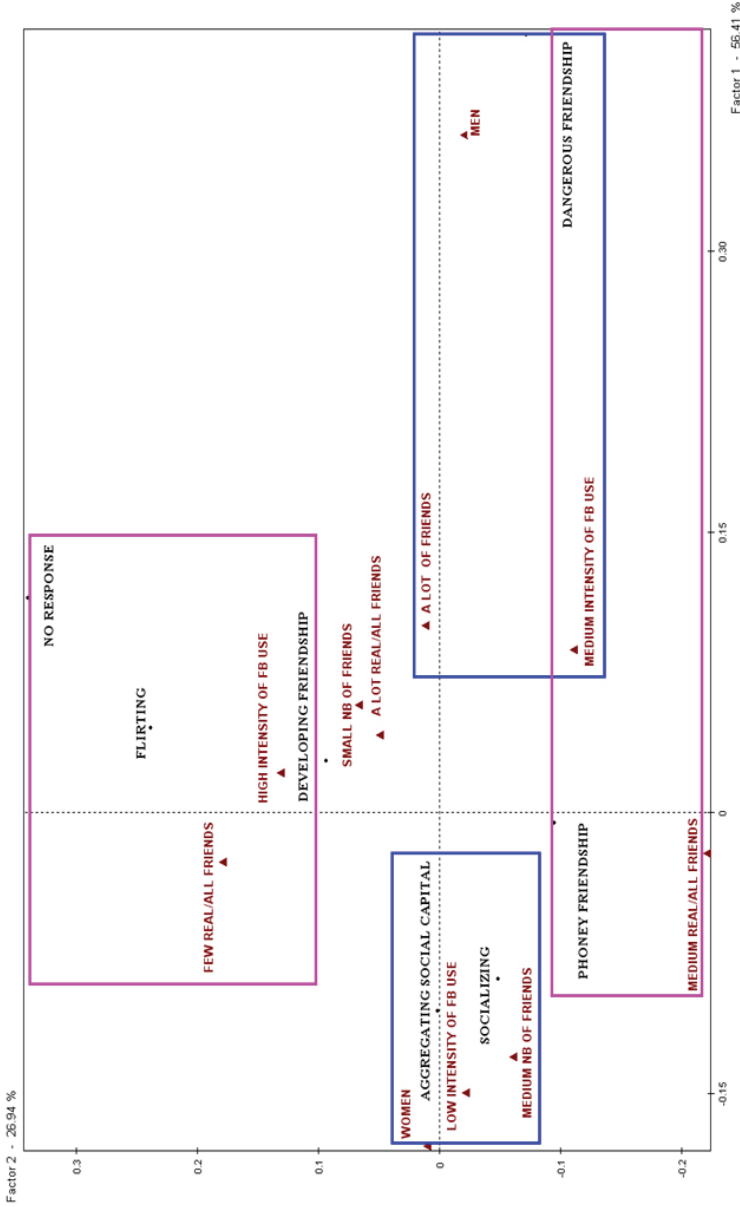 Factor 2 - 26.94 %
NO RESPONSE
FLIRTING
HIGH INTENSITY OF FB USE
FEW REAL/ALL FRIENDS
DEVELOPING FRIENDSHIP
SMALL NB OF FRIENDS
A LOT REAL/ALL FRIENDS
A LOT OF FRIENDS
MEN
WOMEN
AGGREGATING SOCIAL CAPITAL
LOW INTENSITY OF FB USE
SOCIALIZING
MEDIUM NB OF FRIENDS
MEDIUM INTENSITY OF FB USE
DANGEROUS FRIENDSHIP
PHONEY FRIENDSHIP
MEDIUM REAL/ALL FRIENDS
0.3
0.2
0.1
0
-0.1
-0.2
-0.15
0
0.15
0.30
Factor 1 - 56.41 %